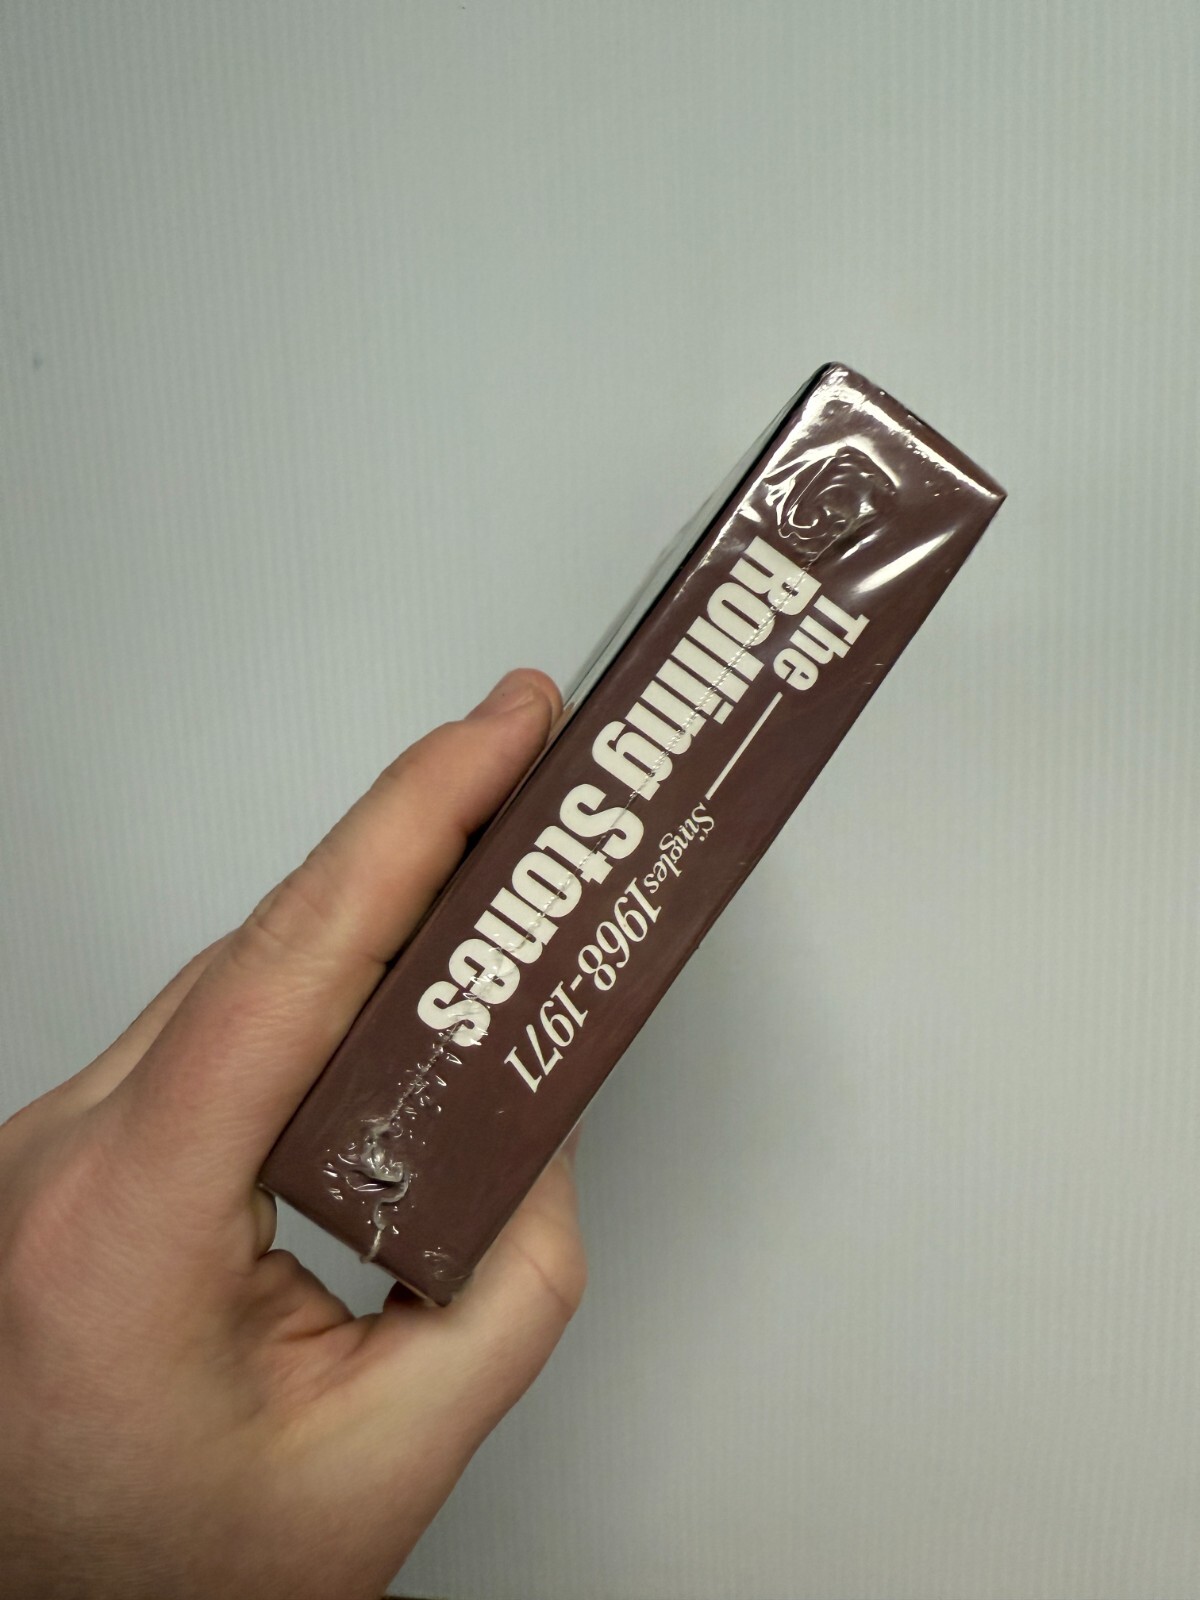 The
Rolling Stones
Singles 1968-1971